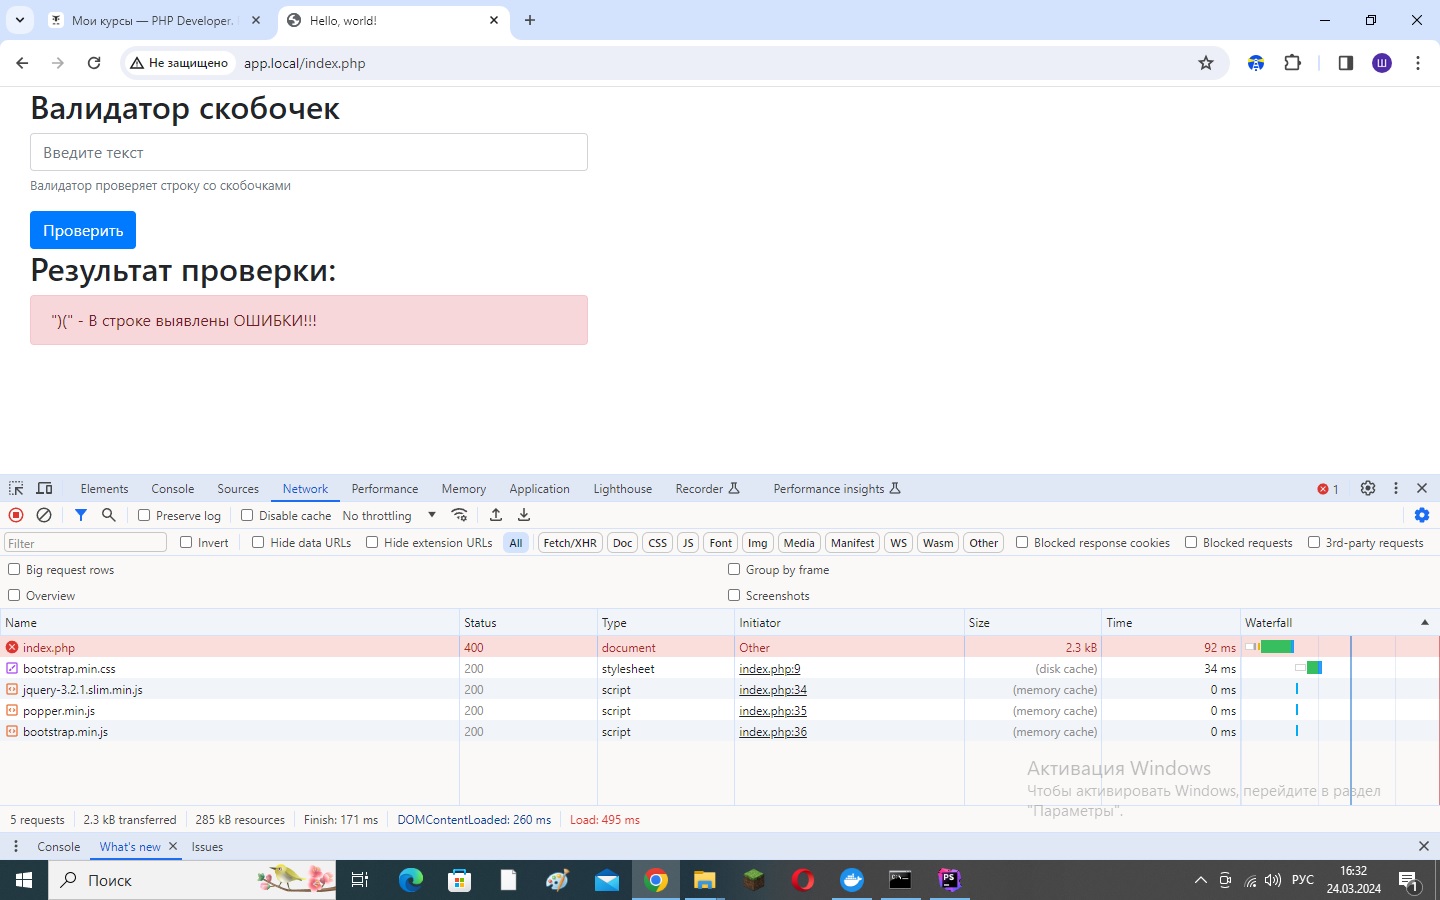 Мои курсы — PHP Developer.
Hello, world!
Не защищено
app.local/index.php
Ш
Валидатор скобочек
Введите текст
Валидатор проверяет строку со скобочками
Проверить
Результат проверки:
")(" - В строке выявлены ОШИБКИ!!!
Elements Console Sources Network Performance Memory Application Lighthouse Recorder Performance insights 1
Preserve log Disable cache No throttling
Filter Invert Hide data URLs Hide extension URLs All Fetch/XHR Doc CSS JS Font Img Media Manifest WS Wasm Other Blocked response cookies Blocked requests 3rd-party requests
Big request rows Group by frame
Overview Screenshots
Name Status Type Initiator Size Time Waterfall
index.php 400 document Other 2.3 kB 92 ms
bootstrap.min.css 200 stylesheet index.php:9 (disk cache) 34 ms
jquery-3.2.1.slim.min.js 200 script index.php:34 (memory cache) 0 ms
popper.min.js 200 script index.php:35 (memory cache) 0 ms
bootstrap.min.js 200 script index.php:36 (memory cache) 0 ms
Активация Windows
Чтобы активировать Windows, перейдите в раздел
"Параметры".
5 requests 2.3 kB transferred 285 kB resources Finish: 171 ms DOMContentLoaded: 260 ms Load: 495 ms
Console What's new Issues
Поиск
PS
РУС
16:32
24.03.2024
1